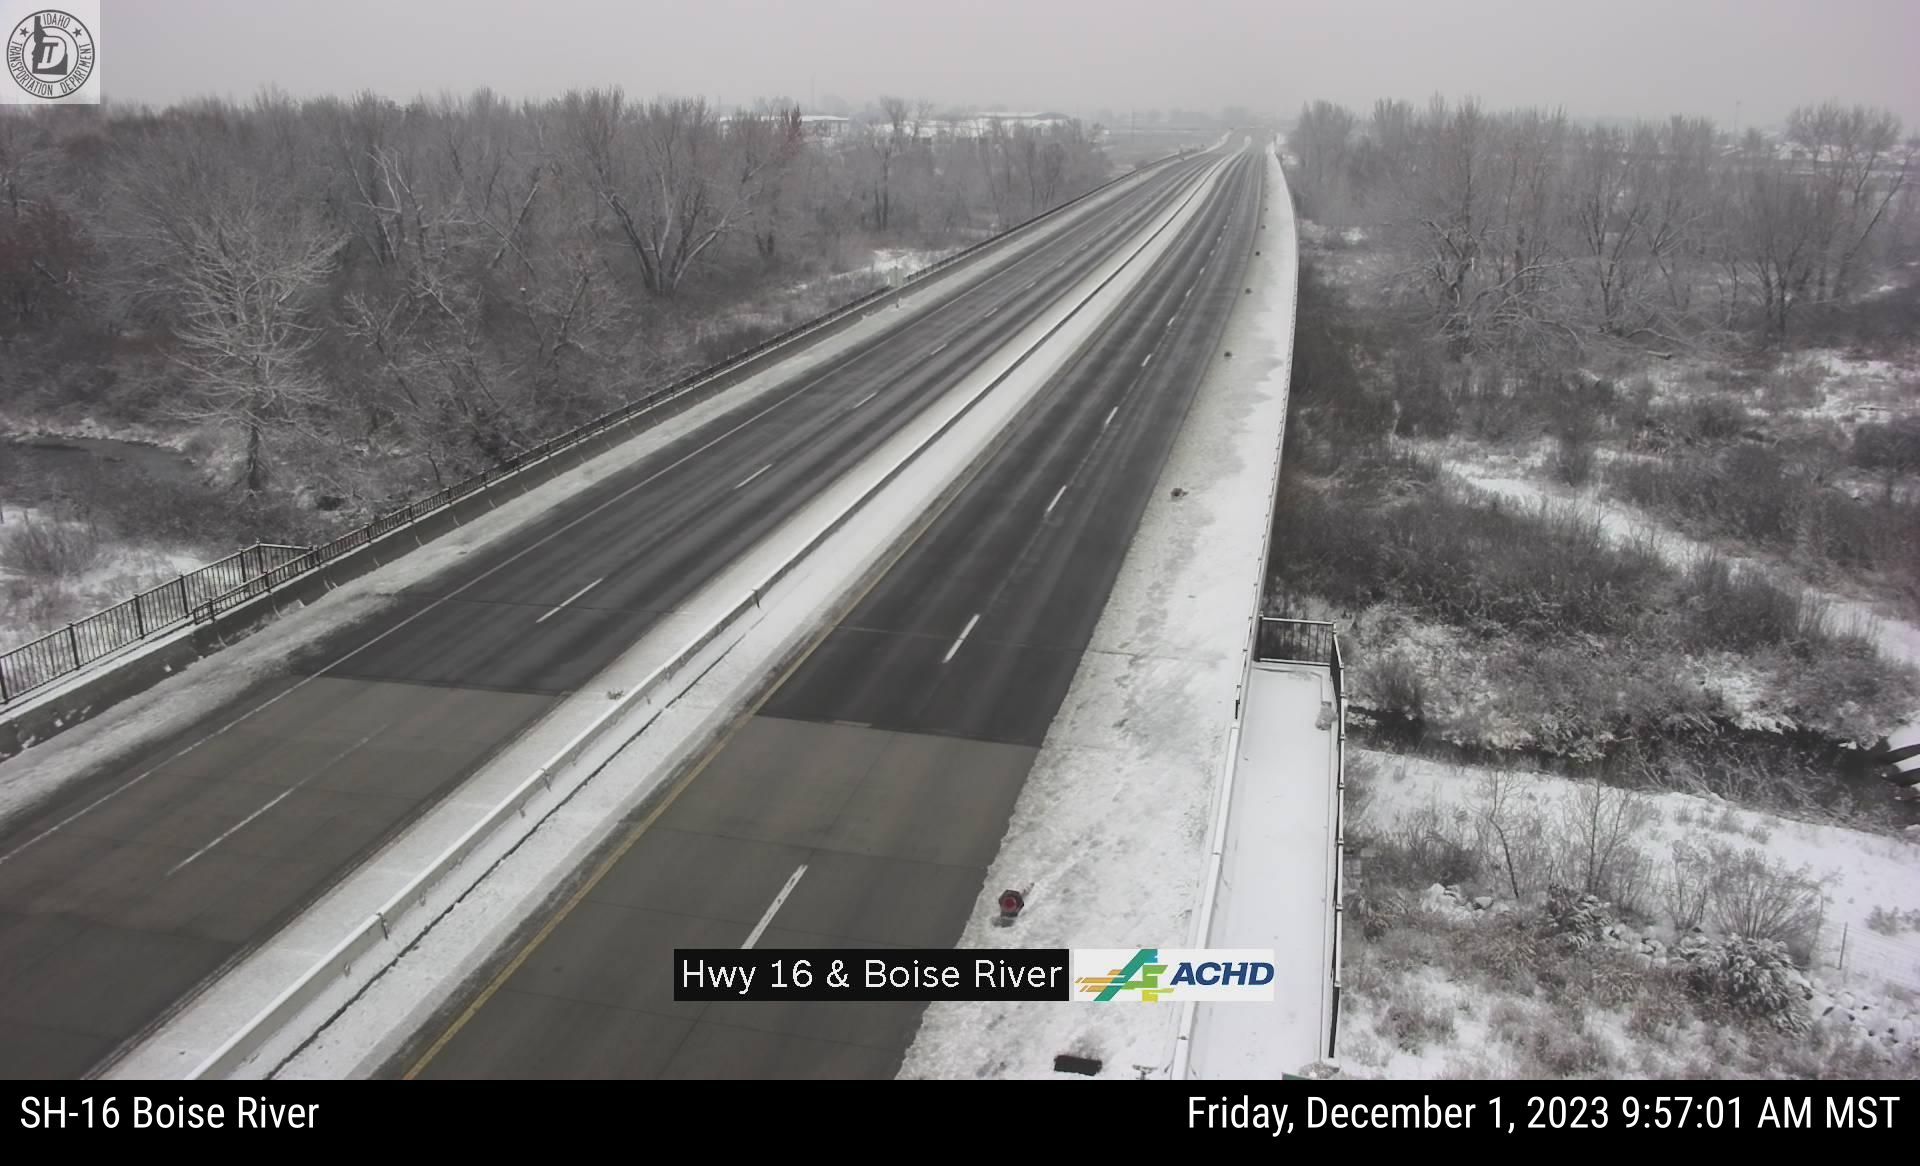 IDAHO
TRANSPORTATION DEPARTMENT
Hwy 16 & Boise River
ACHD
SH-16 Boise River
Friday, December 1, 2023 9:57:01 AM MST